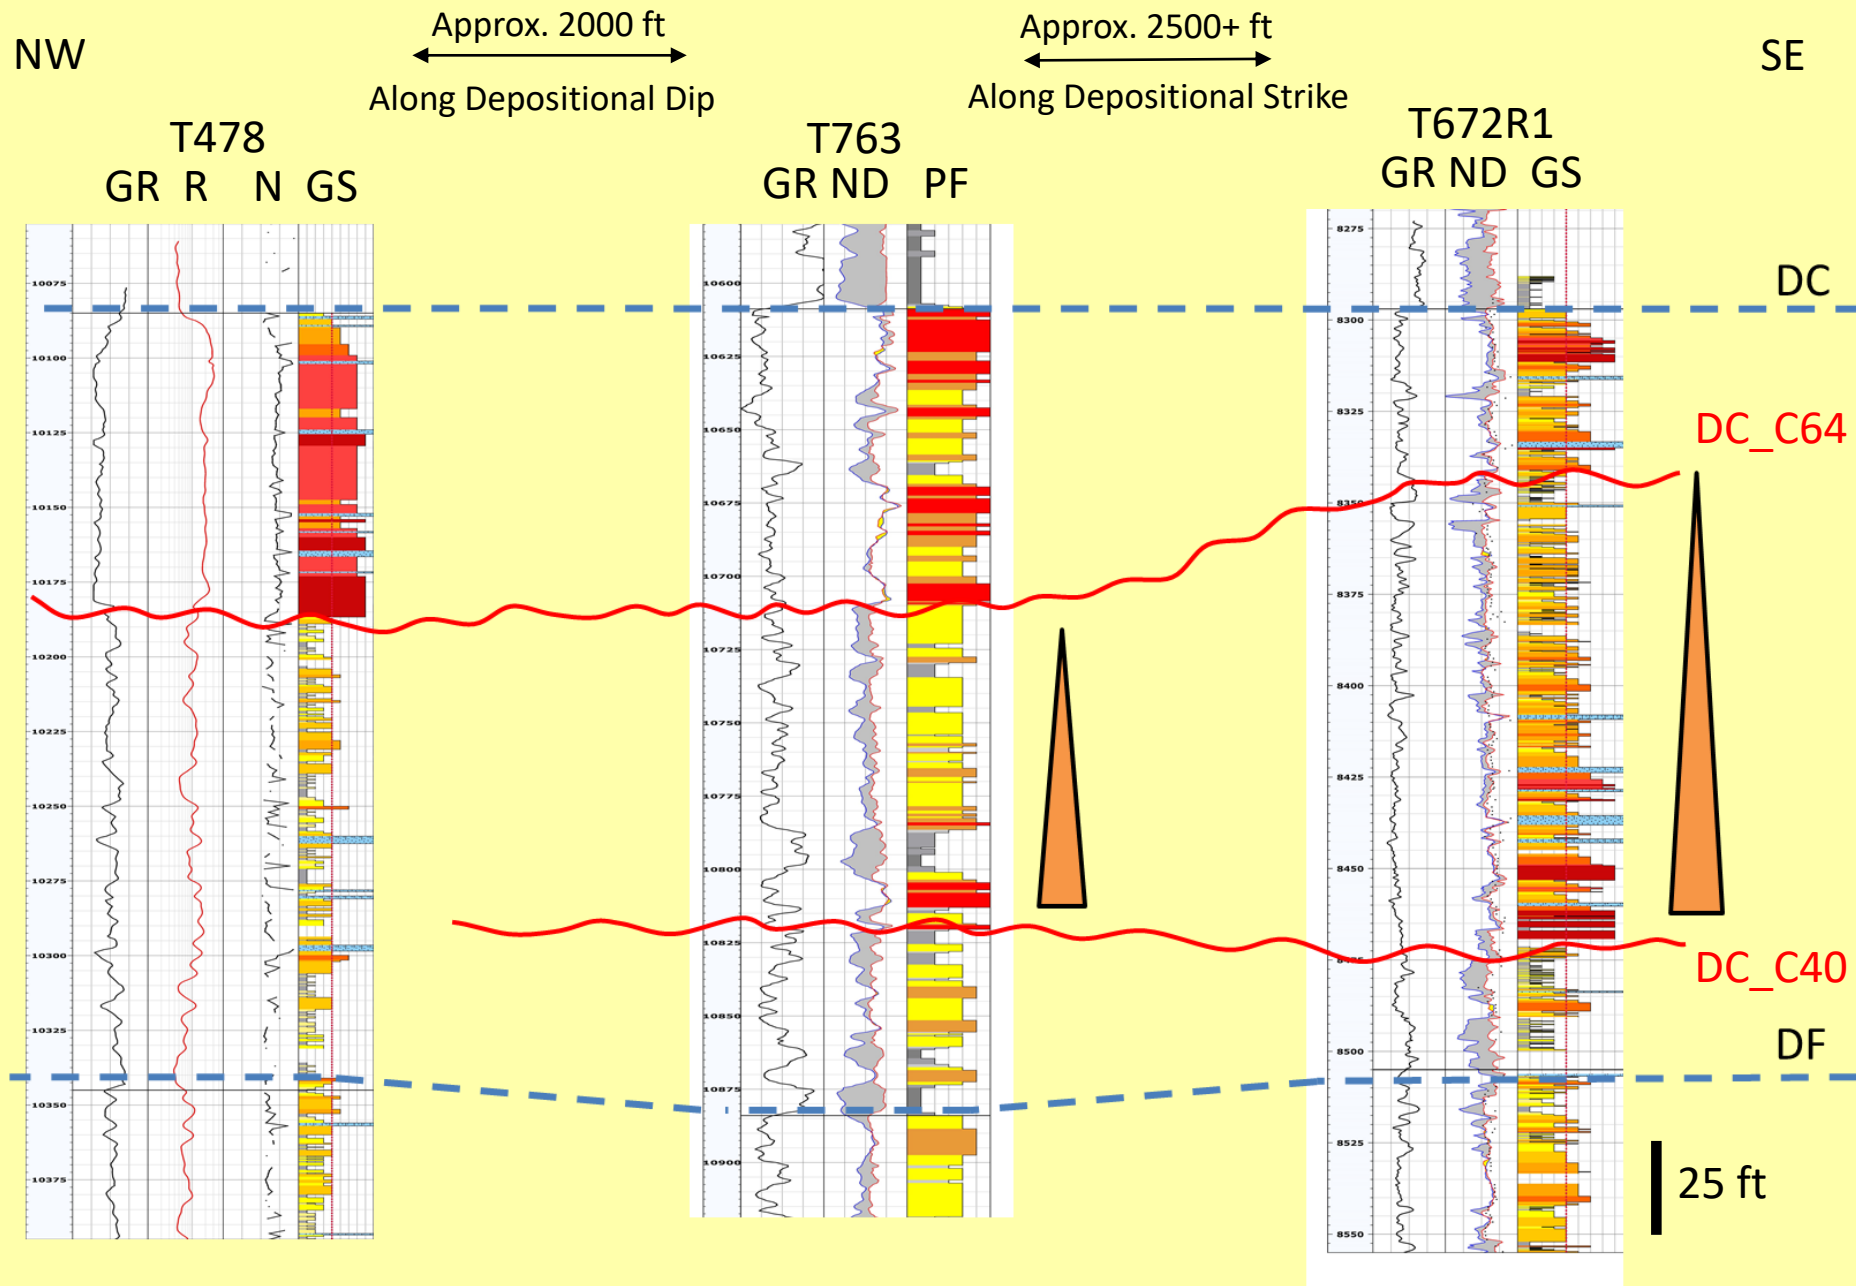 NW
Approx. 2000 ft
Along Depositional Dip
Approx. 2500+ ft
Along Depositional Strike
SE
T478
GR R N GS
T763
GR ND PF
T672R1
GR ND GS
10075
10100
10125
10150
10175
10200
10225
10250
10275
10300
10325
10350
10375
10600
10625
10650
10675
10700
10725
10750
10775
10800
10825
10850
10875
10900
8275
8300
8325
8350
8375
8400
8425
8450
8475
8500
8525
8550
DC
DC_C64
DC_C40
DF
25 ft